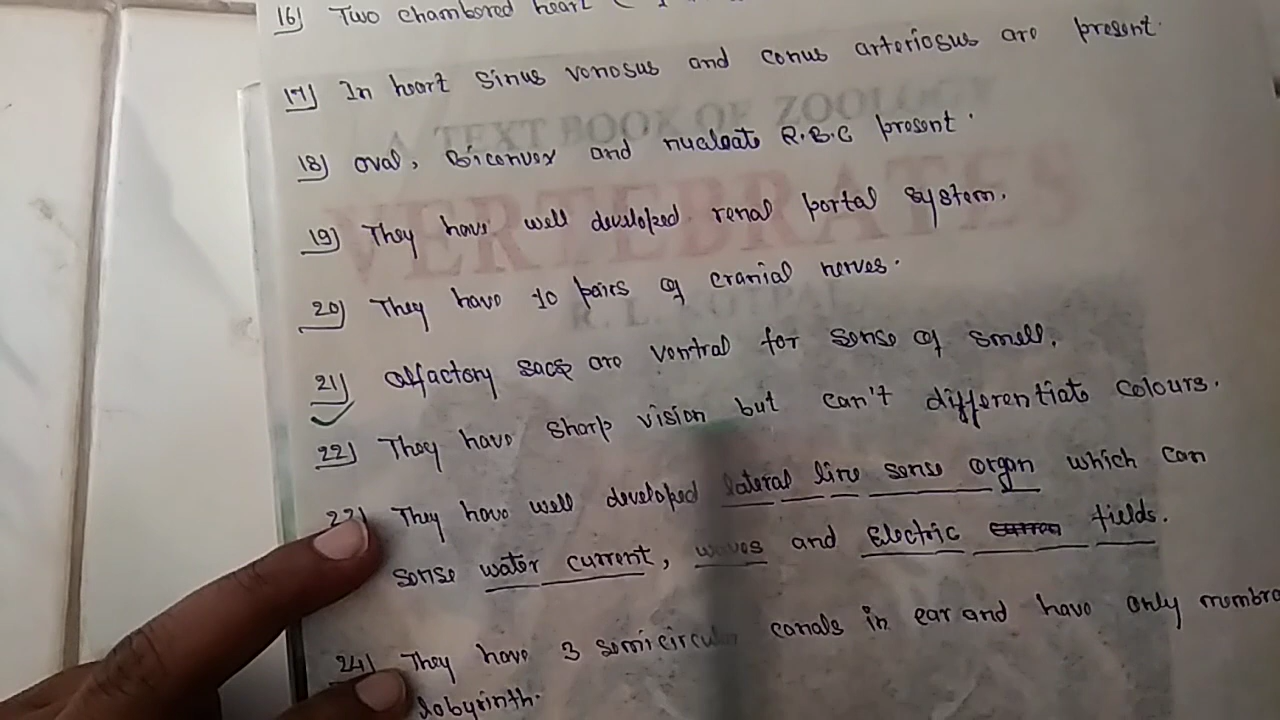 16) Two chambered heart (
17) In heart Sinus venosus and conus arteriosus are present.
18) oval, Biconvex and nucleate R.B.C present.
A TEXT BOOK OF ZOOLOGY
19) They have well developed renal portal system.
VERTEBRATES
20) They have 10 pairs of cranial nerves.
R. L. KOTPAL
21) olfactory sacs are ventral for sense of smell.
22) They have sharp vision but can't differentiate colours.
23) They have well developed lateral line sense organ which can
sense water current, waves and Electric fields.
24) They have 3 semicircular canals in ear and have only membra
labyrinth.